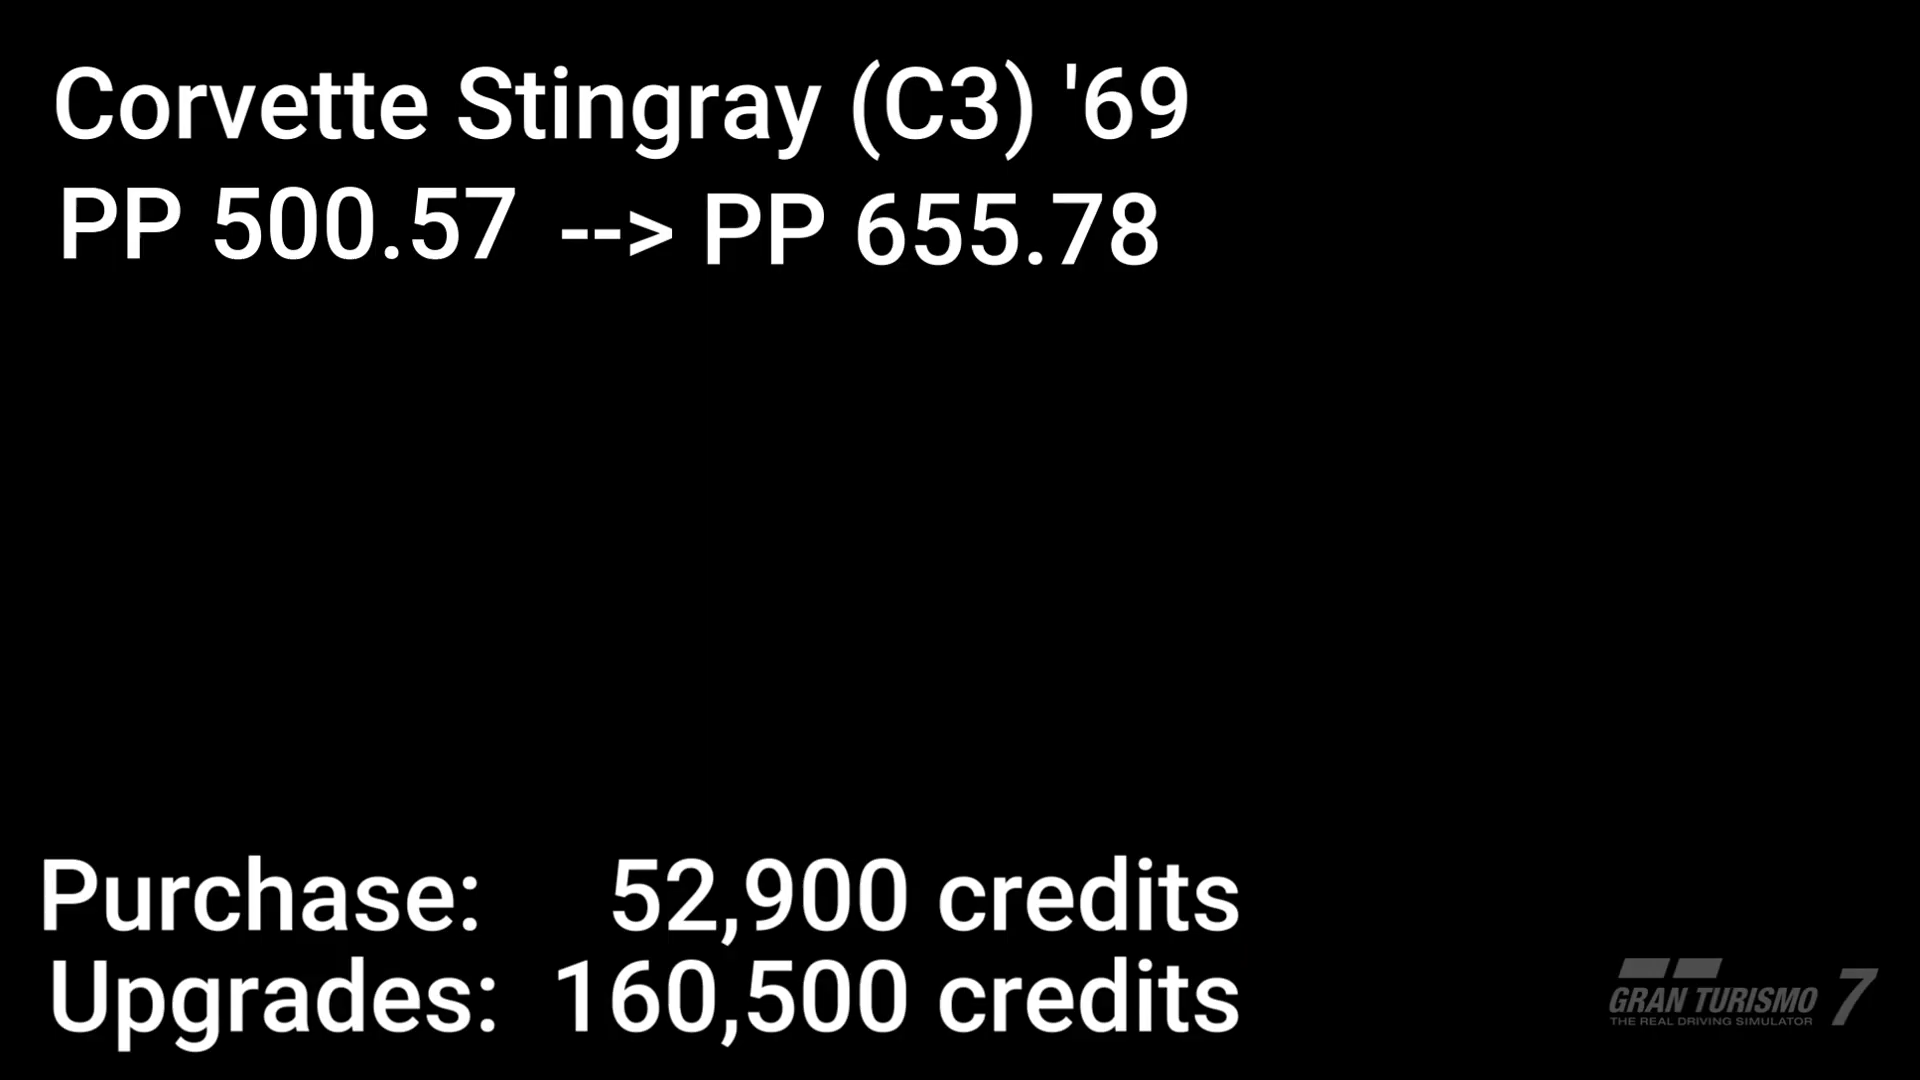 Corvette Stingray (C3) '69
PP 500.57 --> PP 655.78
Purchase: 52,900 credits
Upgrades: 160,500 credits
GRAN TURISMO 7
THE REAL DRIVING SIMULATOR